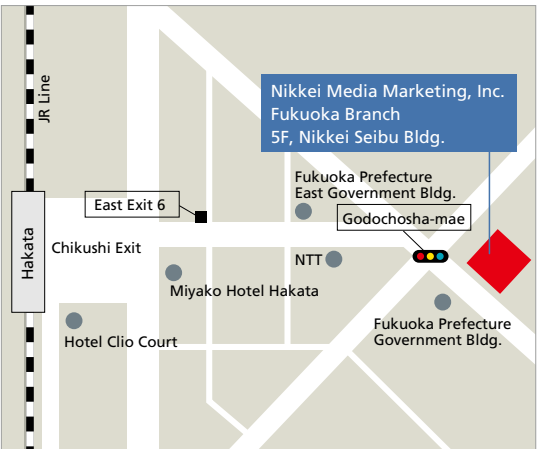 JR Line
Nikkei Media Marketing, Inc.
Fukuoka Branch
5F, Nikkei Seibu Bldg.
Fukuoka Prefecture
East Government Bldg.
East Exit 6
Godochosha-mae
Hakata
Chikushi Exit
NTT
Miyako Hotel Hakata
Fukuoka Prefecture
Government Bldg.
Hotel Clio Court